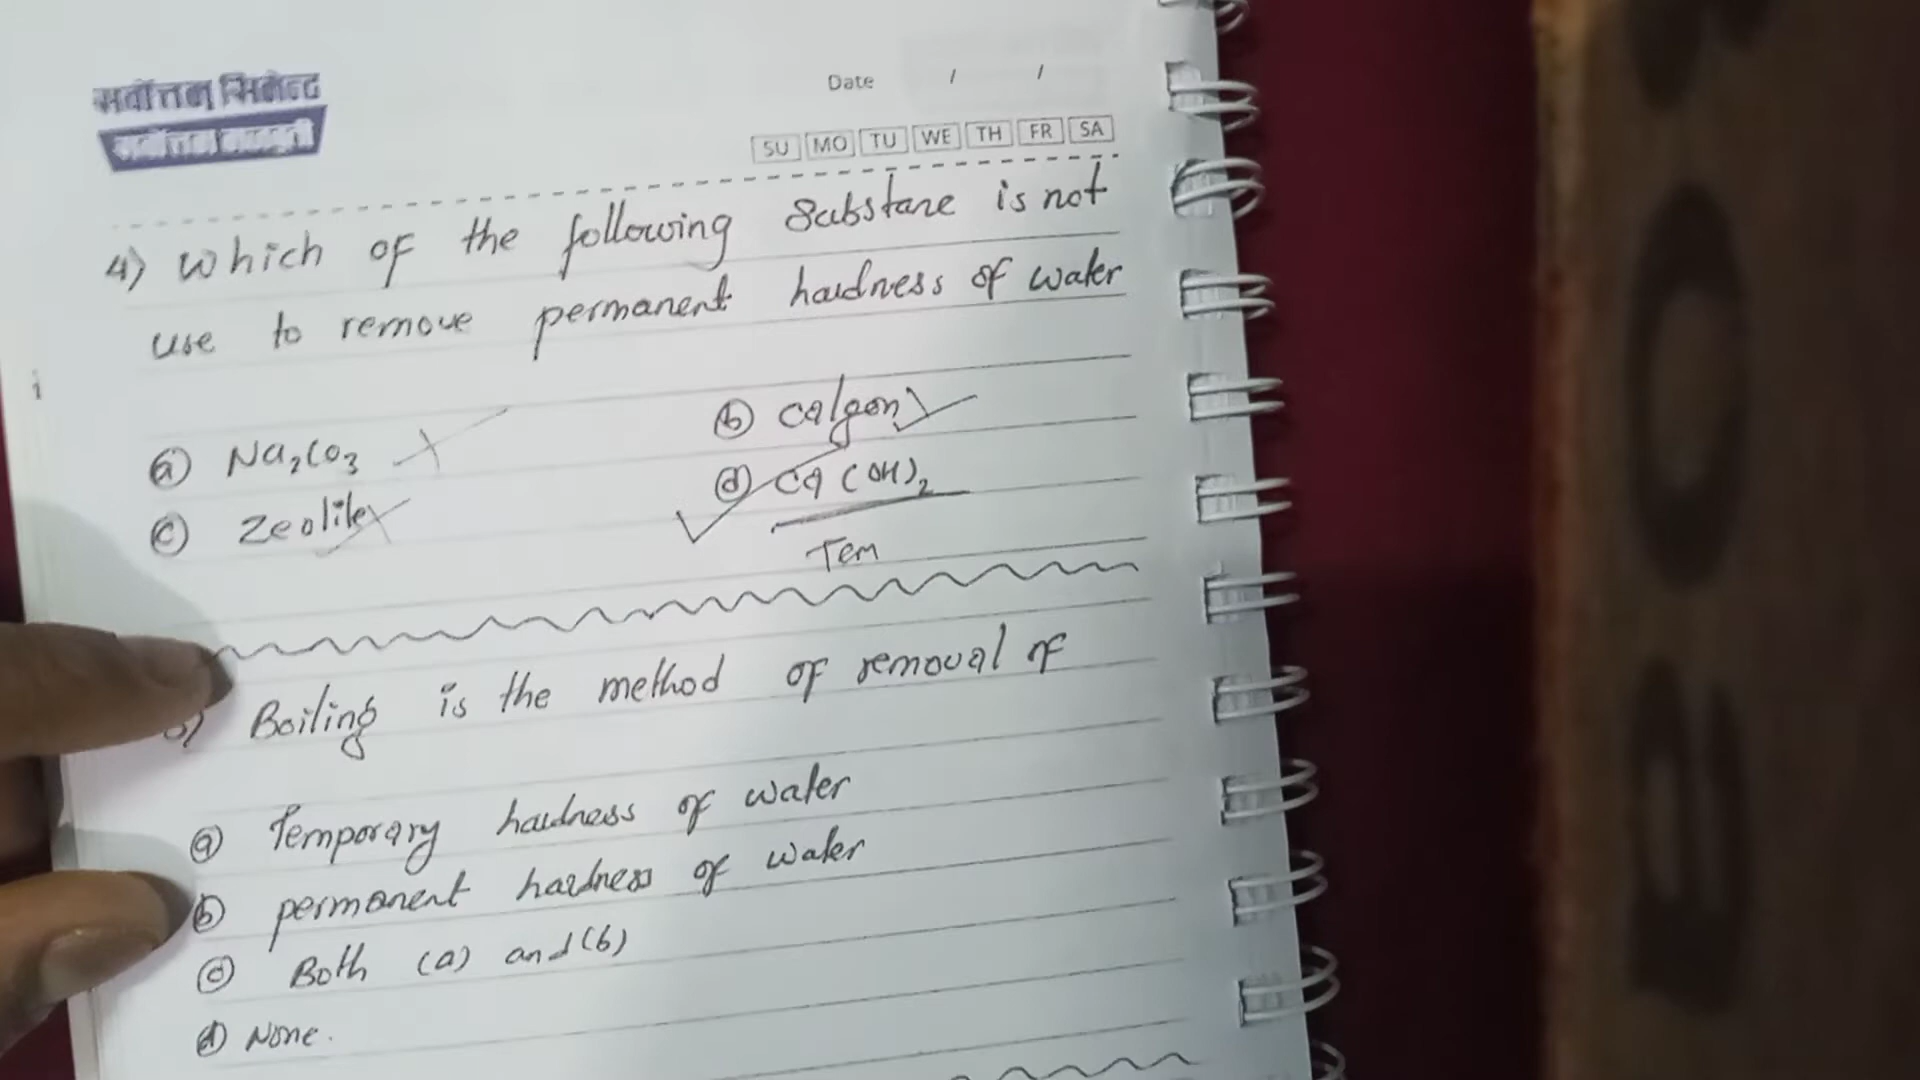 सर्वोत्तम सिमेन्ट
Date / /
SU MO TU WE TH FR SA
4) Which of the following Substane is not
use to remove permanent hardness of water
(a) Na2CO3
(b) Calgon
(c) Zeolite
(d) Ca(OH)2
Tem
Boiling is the method of removal of
(a) Temporary hardness of water
(b) permanent hardness of water
(c) Both (a) and (b)
(d) None.